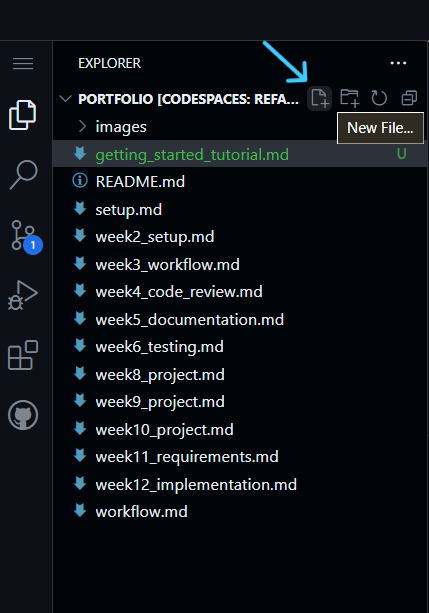 EXPLORER
PORTFOLIO [CODESPACES: REFA...
New File...
images
getting_started_tutorial.md U
README.md
setup.md
week2_setup.md
1
week3_workflow.md
week4_code_review.md
week5_documentation.md
week6_testing.md
week8_project.md
week9_project.md
week10_project.md
week11_requirements.md
week12_implementation.md
workflow.md